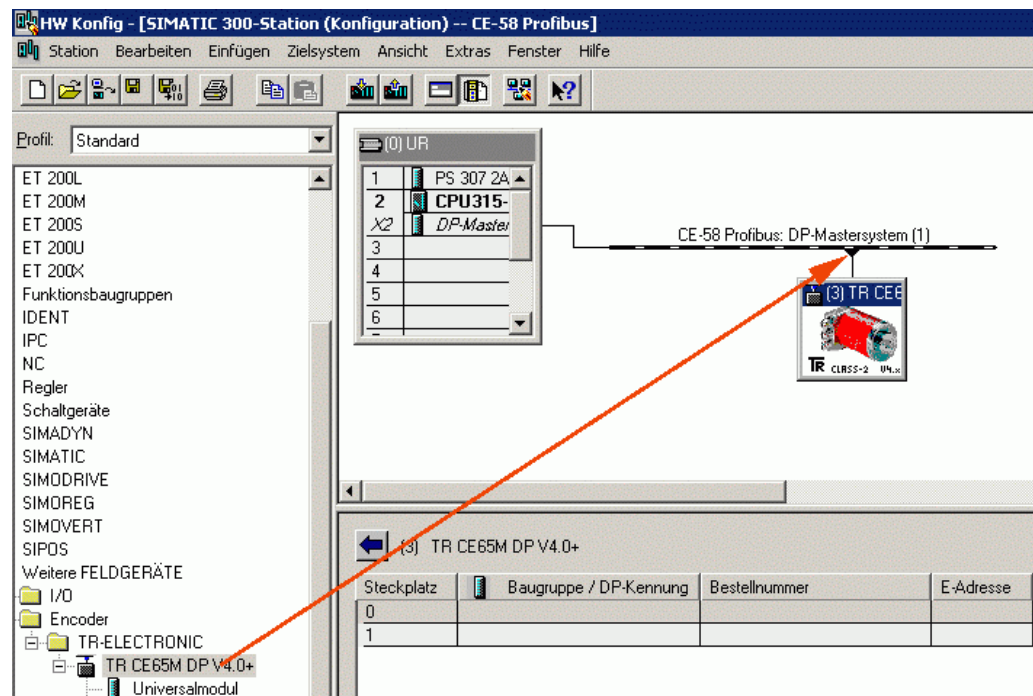 HW Konfig - [SIMATIC 300-Station (Konfiguration) -- CE-58 Profibus]
Station Bearbeiten Einfügen Zielsystem Ansicht Extras Fenster Hilfe
Profil: Standard
ET 200L
ET 200M
ET 200S
ET 200U
ET 200X
Funktionsbaugruppen
IDENT
IPC
NC
Regler
Schaltgeräte
SIMADYN
SIMATIC
SIMODRIVE
SIMOREG
SIMOVERT
SIPOS
Weitere FELDGERÄTE
I/O
Encoder
TR-ELECTRONIC
TR CE65M DP V4.0+
Universalmodul
(0) UR
1 PS 307 2A
2 CPU315-
X2 DP-Master
3
4
5
6
CE-58 Profibus: DP-Mastersystem (1)
(3) TR CE6
TR CLASS-2 V4.x
(3) TR CE65M DP V4.0+
Steckplatz Baugruppe / DP-Kennung Bestellnummer E-Adresse
0
1